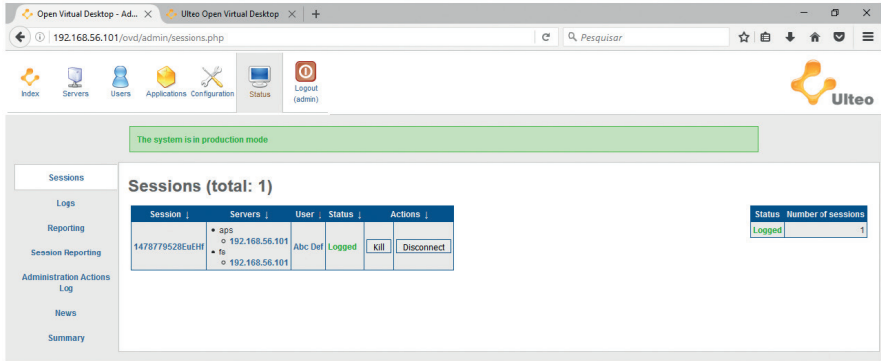 Open Virtual Desktop - Ad...
Ulteo Open Virtual Desktop
192.168.56.101/ovd/admin/sessions.php
Pesquisar
Index
Servers
Users
Applications
Configuration
Status
Logout
(admin)
Ulteo
The system is in production mode
Sessions
Logs
Reporting
Session Reporting
Administration Actions
Log
News
Summary
Sessions (total: 1)
Session ↓ Servers ↓ User ↓ Status ↓ Actions ↓
1478779528EuEHf
• aps
○ 192.168.56.101
• fs
○ 192.168.56.101
Abc Def
Logged
Kill
Disconnect
Status Number of sessions
Logged 1